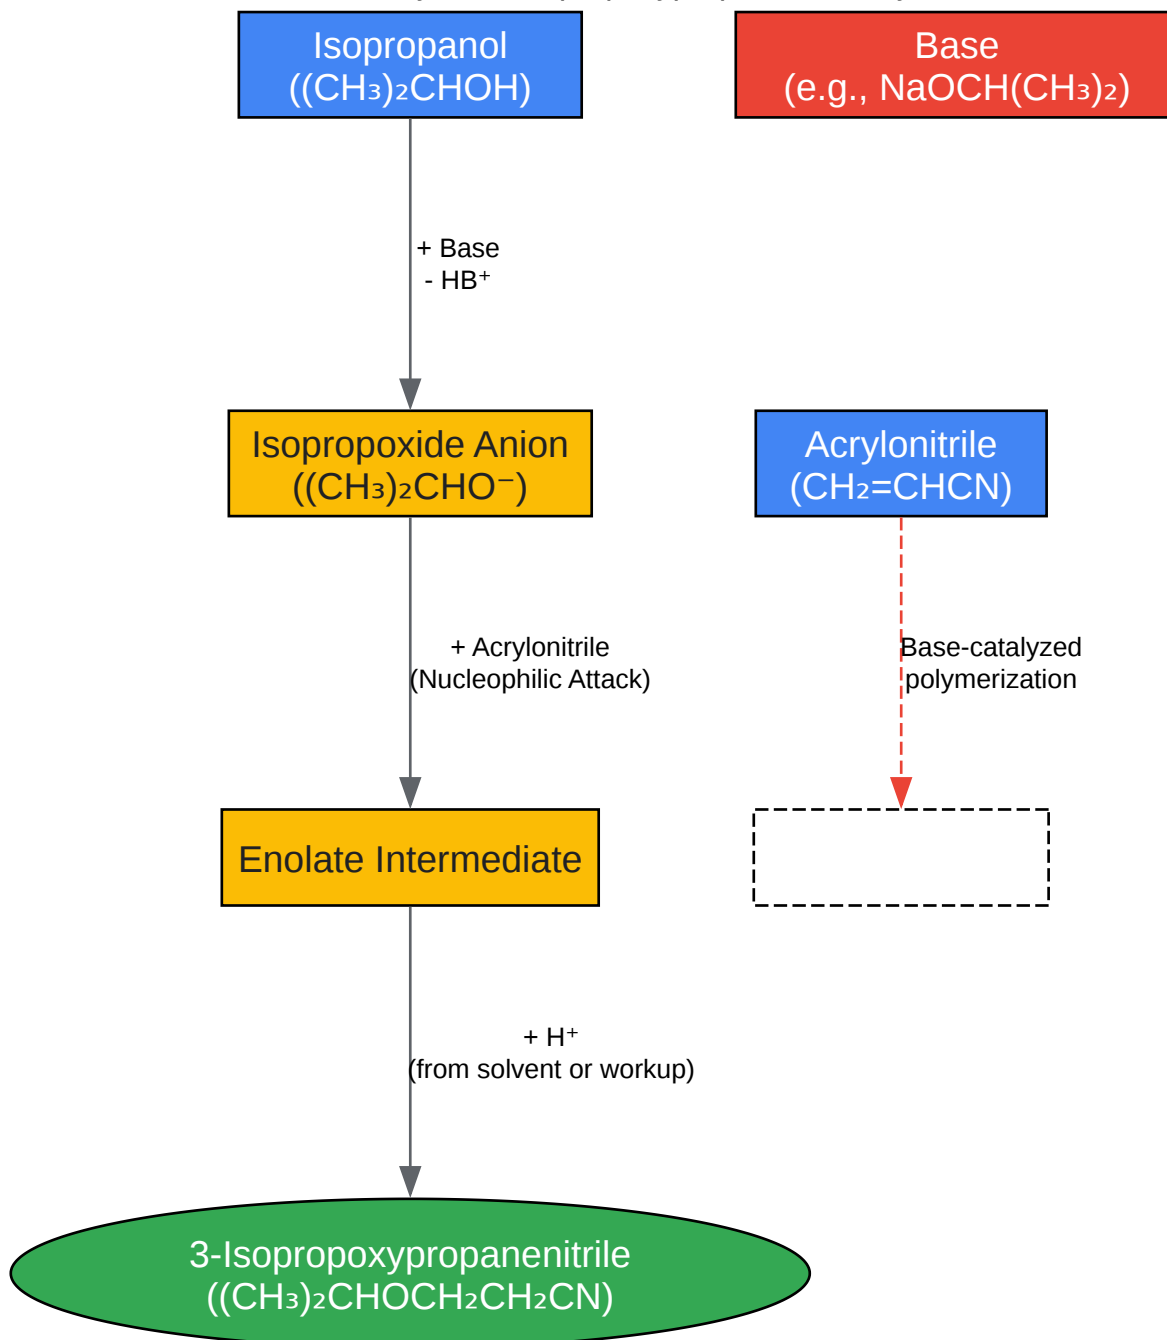 Isopropanol
((CH₃)₂CHOH)
Base
(e.g., NaOCH(CH₃)₂)
+ Base
- HB⁺
Isopropoxide Anion
((CH₃)₂CHO⁻)
Acrylonitrile
(CH₂=CHCN)
+ Acrylonitrile
(Nucleophilic Attack)
Base-catalyzed
polymerization
Enolate Intermediate
+ H⁺
(from solvent or workup)
3-Isopropoxypropanenitrile
((CH₃)₂CHOCH₂CH₂CN)